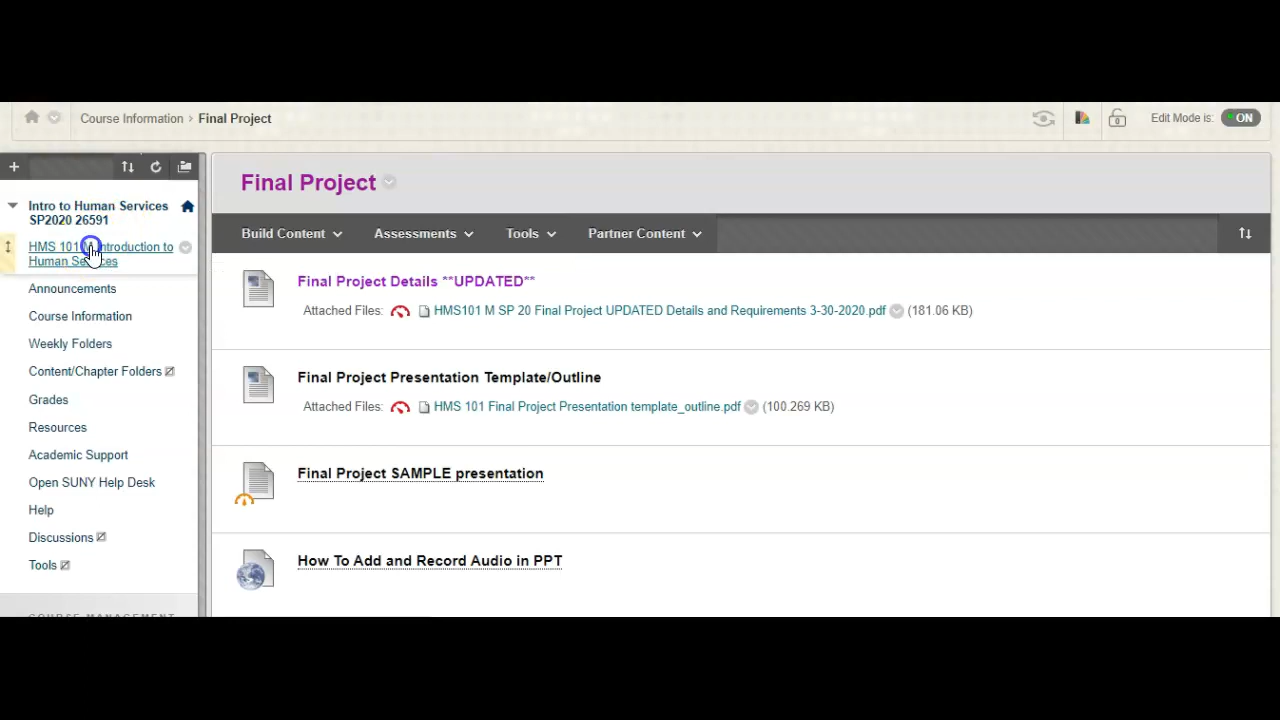 Course Information › Final Project
Edit Mode is: ON
Intro to Human Services
SP2020 26591
HMS 101 M Introduction to
Human Services
Announcements
Course Information
Weekly Folders
Content/Chapter Folders
Grades
Resources
Academic Support
Open SUNY Help Desk
Help
Discussions
Tools
COURSE MANAGEMENT
Final Project
Build Content Assessments Tools Partner Content
Final Project Details **UPDATED**
Attached Files: HMS101 M SP 20 Final Project UPDATED Details and Requirements 3-30-2020.pdf (181.06 KB)
Final Project Presentation Template/Outline
Attached Files: HMS 101 Final Project Presentation template_outline.pdf (100.269 KB)
Final Project SAMPLE presentation
How To Add and Record Audio in PPT